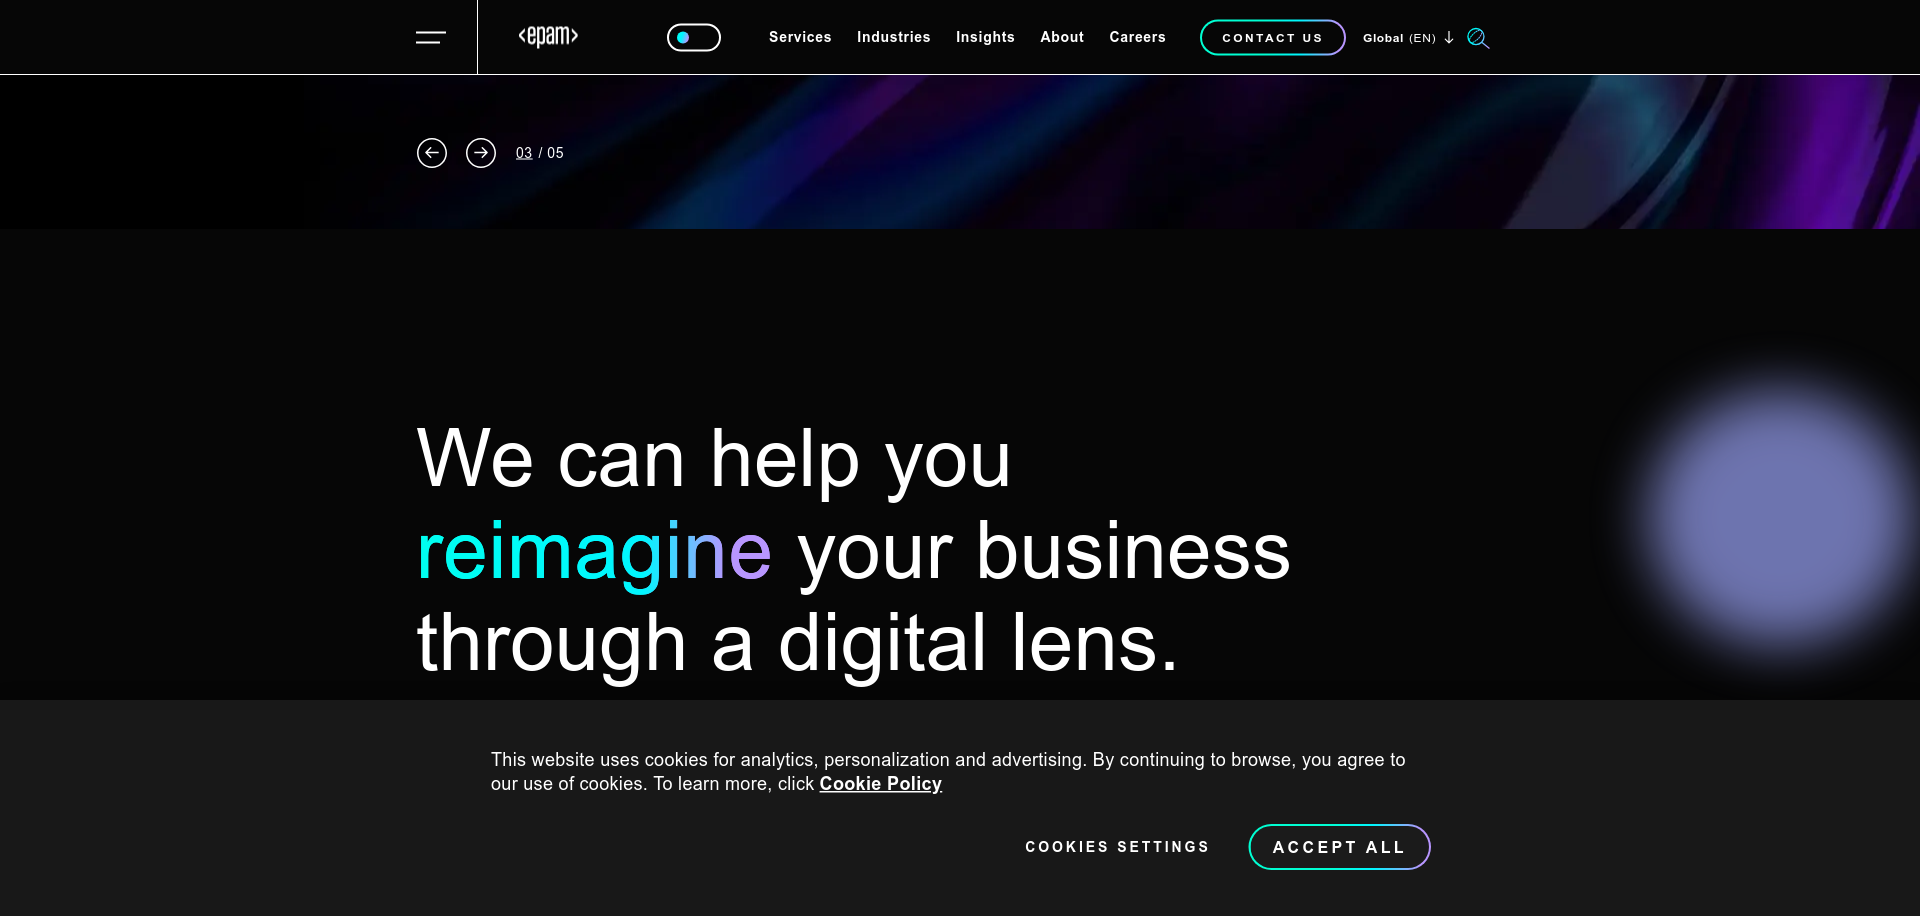 <epam>
Services Industries Insights About Careers CONTACT US Global (EN)
03 / 05
We can help you
reimagine your business
through a digital lens.
This website uses cookies for analytics, personalization and advertising. By continuing to browse, you agree to
our use of cookies. To learn more, click Cookie Policy
COOKIES SETTINGS ACCEPT ALL